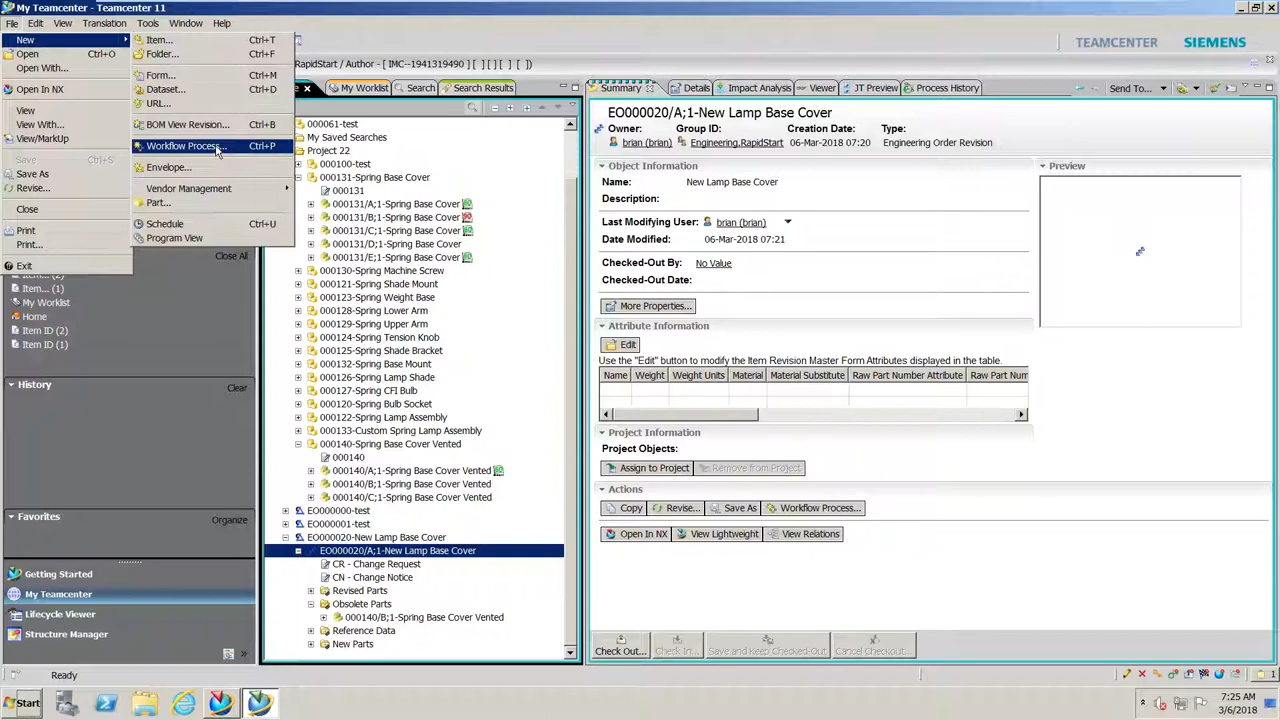 My Teamcenter - Teamcenter 11
File Edit View Translation Tools Window Help
New
Open Ctrl+O
Open With...
Open In NX
View
View With...
View/MarkUp
Save Ctrl+S
Save As
Revise...
Close
Print
Print...
Exit
Item... Ctrl+T
Folder... Ctrl+F
Form... Ctrl+M
Dataset... Ctrl+D
URL...
BOM View Revision... Ctrl+B
Workflow Process... Ctrl+P
Envelope...
Vendor Management
Part...
Schedule Ctrl+U
Program View
TEAMCENTER SIEMENS
RapidStart / Author - [ IMC--1941319490 ] [ ] [ ] [ ] )
Close All
Item... (1)
My Worklist
Home
Item ID (2)
Item ID (1)
History Clear
Favorites
Organize
Getting Started
My Teamcenter
Lifecycle Viewer
Structure Manager
My Worklist Search Search Results
000061-test
My Saved Searches
Project 22
000100-test
000131-Spring Base Cover
000131
000131/A;1-Spring Base Cover
000131/B;1-Spring Base Cover
000131/C;1-Spring Base Cover
000131/D;1-Spring Base Cover
000131/E;1-Spring Base Cover
000130-Spring Machine Screw
000121-Spring Shade Mount
000123-Spring Weight Base
000128-Spring Lower Arm
000129-Spring Upper Arm
000124-Spring Tension Knob
000125-Spring Shade Bracket
000132-Spring Base Mount
000126-Spring Lamp Shade
000127-Spring CFl Bulb
000120-Spring Bulb Socket
000122-Spring Lamp Assembly
000133-Custom Spring Lamp Assembly
000140-Spring Base Cover Vented
000140
000140/A;1-Spring Base Cover Vented
000140/B;1-Spring Base Cover Vented
000140/C;1-Spring Base Cover Vented
EO000000-test
EO000001-test
EO000020-New Lamp Base Cover
EO000020/A;1-New Lamp Base Cover
CR - Change Request
CN - Change Notice
Revised Parts
Obsolete Parts
000140/B;1-Spring Base Cover Vented
Reference Data
New Parts
Summary Details Impact Analysis Viewer JT Preview Process History Send To...
EO000020/A;1-New Lamp Base Cover
Owner: Group ID: Creation Date: Type:
brian (brian) Engineering.RapidStart 06-Mar-2018 07:20 Engineering Order Revision
Object Information
Name: New Lamp Base Cover
Description:
Last Modifying User: brian (brian)
Date Modified: 06-Mar-2018 07:21
Checked-Out By: No Value
Checked-Out Date:
More Properties...
Preview
Attribute Information
Edit
Use the "Edit" button to modify the Item Revision Master Form Attributes displayed in the table.
Name Weight Weight Units Material Material Substitute Raw Part Number Attribute Raw Part Num
Project Information
Project Objects:
Assign to Project Remove from Project
Actions
Copy Revise... Save As Workflow Process...
Open In NX View Lightweight View Relations
Check Out... Check In... Save and Keep Checked-Out Cancel Checkout...
Ready
1
Start
7:25 AM
3/6/2018